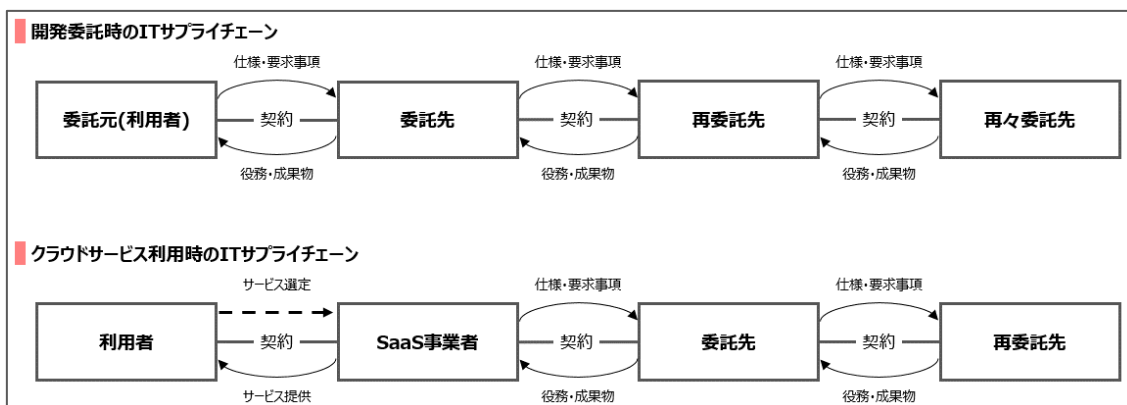 開発委託時のITサプライチェーン
仕様・要求事項
仕様・要求事項
仕様・要求事項
委託元(利用者)
契約
委託先
契約
再委託先
契約
再々委託先
役務・成果物
役務・成果物
役務・成果物
クラウドサービス利用時のITサプライチェーン
サービス選定
仕様・要求事項
仕様・要求事項
利用者
契約
SaaS事業者
契約
委託先
契約
再委託先
サービス提供
役務・成果物
役務・成果物